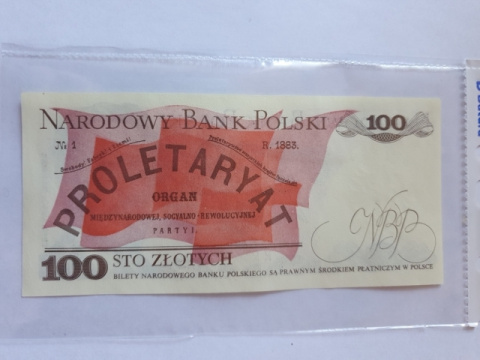 NARODOWY BANK POLSKI 100
№ 1 R. 1883.
PROLETARYAT
ORGAN
MIĘDZYNARODOWEJ SOCYALNO-REWOLUCYJNEJ
PARTYI.
NBP
100 STO ZŁOTYCH
BILETY NARODOWEGO BANKU POLSKIEGO SĄ PRAWNYM ŚRODKIEM PŁATNICZYM W POLSCE